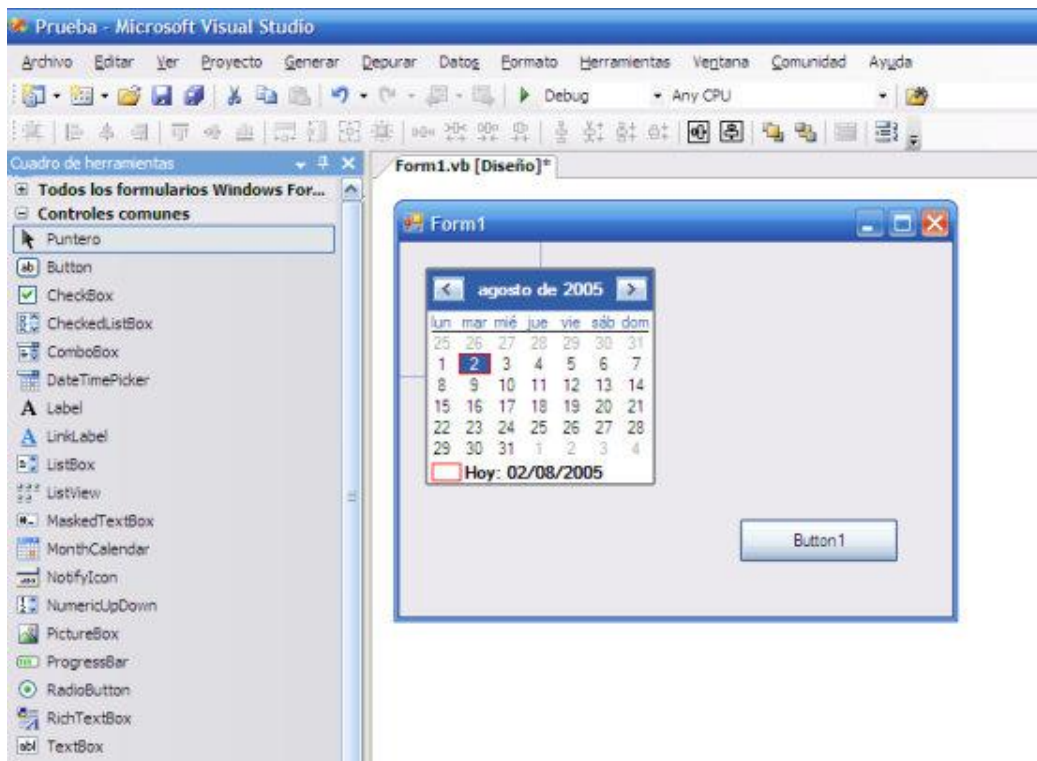 Prueba - Microsoft Visual Studio
Archivo Editar Ver Proyecto Generar Depurar Datos Formato Herramientas Ventana Comunidad Ayuda
Debug Any CPU
Cuadro de herramientas
Form1.vb [Diseño]*
Todos los formularios Windows For...
Controles comunes
Puntero
Button
CheckBox
CheckedListBox
ComboBox
DateTimePicker
Label
LinkLabel
ListBox
ListView
MaskedTextBox
MonthCalendar
NotifyIcon
NumericUpDown
PictureBox
ProgressBar
RadioButton
RichTextBox
TextBox
Form1
agosto de 2005
lun mar mié jue vie sáb dom
25 26 27 28 29 30 31
1 2 3 4 5 6 7
8 9 10 11 12 13 14
15 16 17 18 19 20 21
22 23 24 25 26 27 28
29 30 31 1 2 3 4
Hoy: 02/08/2005
Button1